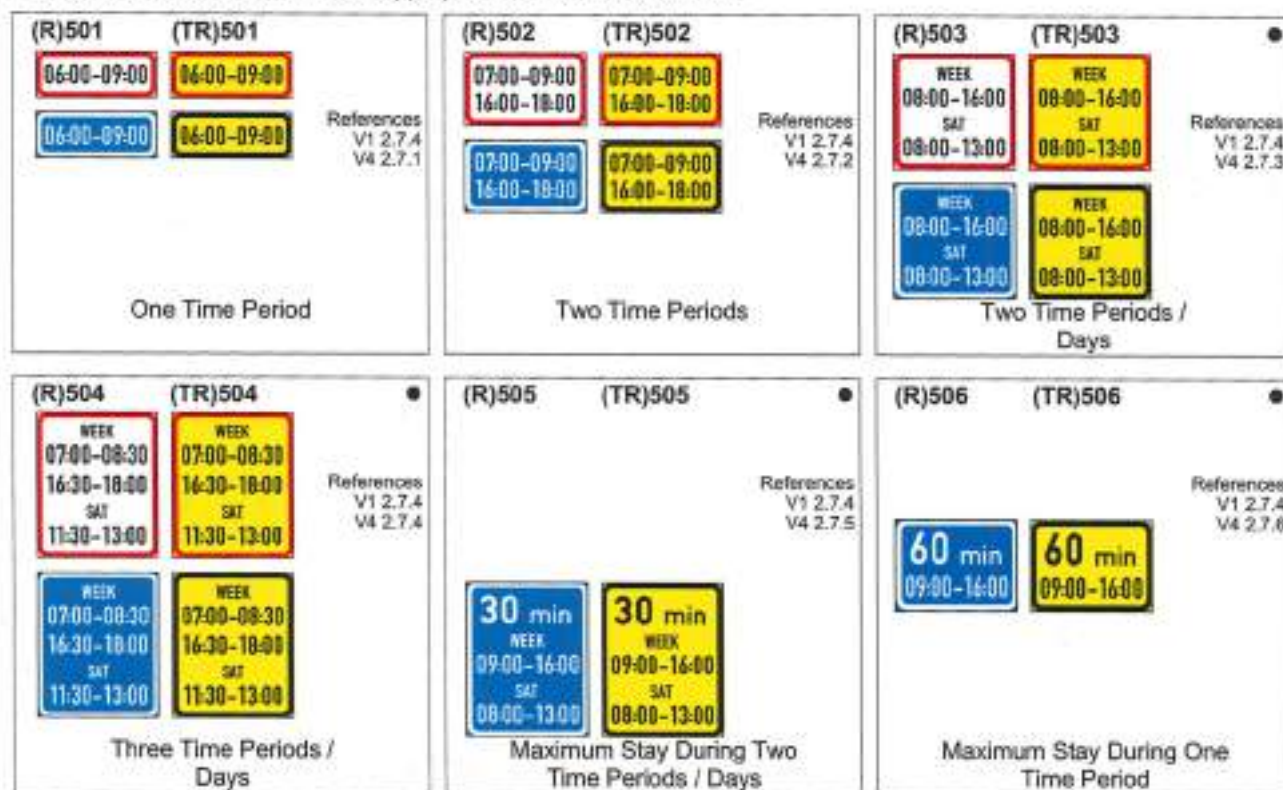 (R)501 (TR)501
06:00-09:00 06:00-09:00
06:00-09:00 06:00-09:00
References
V1 2.7.4
V4 2.7.1
One Time Period
(R)502 (TR)502
07:00-09:00 07:00-09:00
16:00-18:00 16:00-18:00
References
V1 2.7.4
V4 2.7.2
07:00-09:00 07:00-09:00
16:00-18:00 16:00-18:00
Two Time Periods
(R)503 (TR)503
WEEK WEEK
08:00-16:00 08:00-16:00
SAT SAT
08:00-13:00 08:00-13:00
References
V1 2.7.4
V4 2.7.3
WEEK WEEK
08:00-16:00 08:00-16:00
SAT SAT
08:00-13:00 08:00-13:00
Two Time Periods /
Days
(R)504 (TR)504
WEEK WEEK
07:00-08:30 07:00-08:30
16:30-18:00 16:30-18:00
SAT SAT
11:30-13:00 11:30-13:00
References
V1 2.7.4
V4 2.7.4
WEEK WEEK
07:00-08:30 07:00-08:30
16:30-18:00 16:30-18:00
SAT SAT
11:30-13:00 11:30-13:00
Three Time Periods /
Days
(R)505 (TR)505
References
V1 2.7.4
V4 2.7.5
30 min 30 min
WEEK WEEK
09:00-16:00 09:00-16:00
SAT SAT
08:00-13:00 08:00-13:00
Maximum Stay During Two
Time Periods / Days
(R)506 (TR)506
References
V1 2.7.4
V4 2.7.6
60 min 60 min
09:00-16:00 09:00-16:00
Maximum Stay During One
Time Period